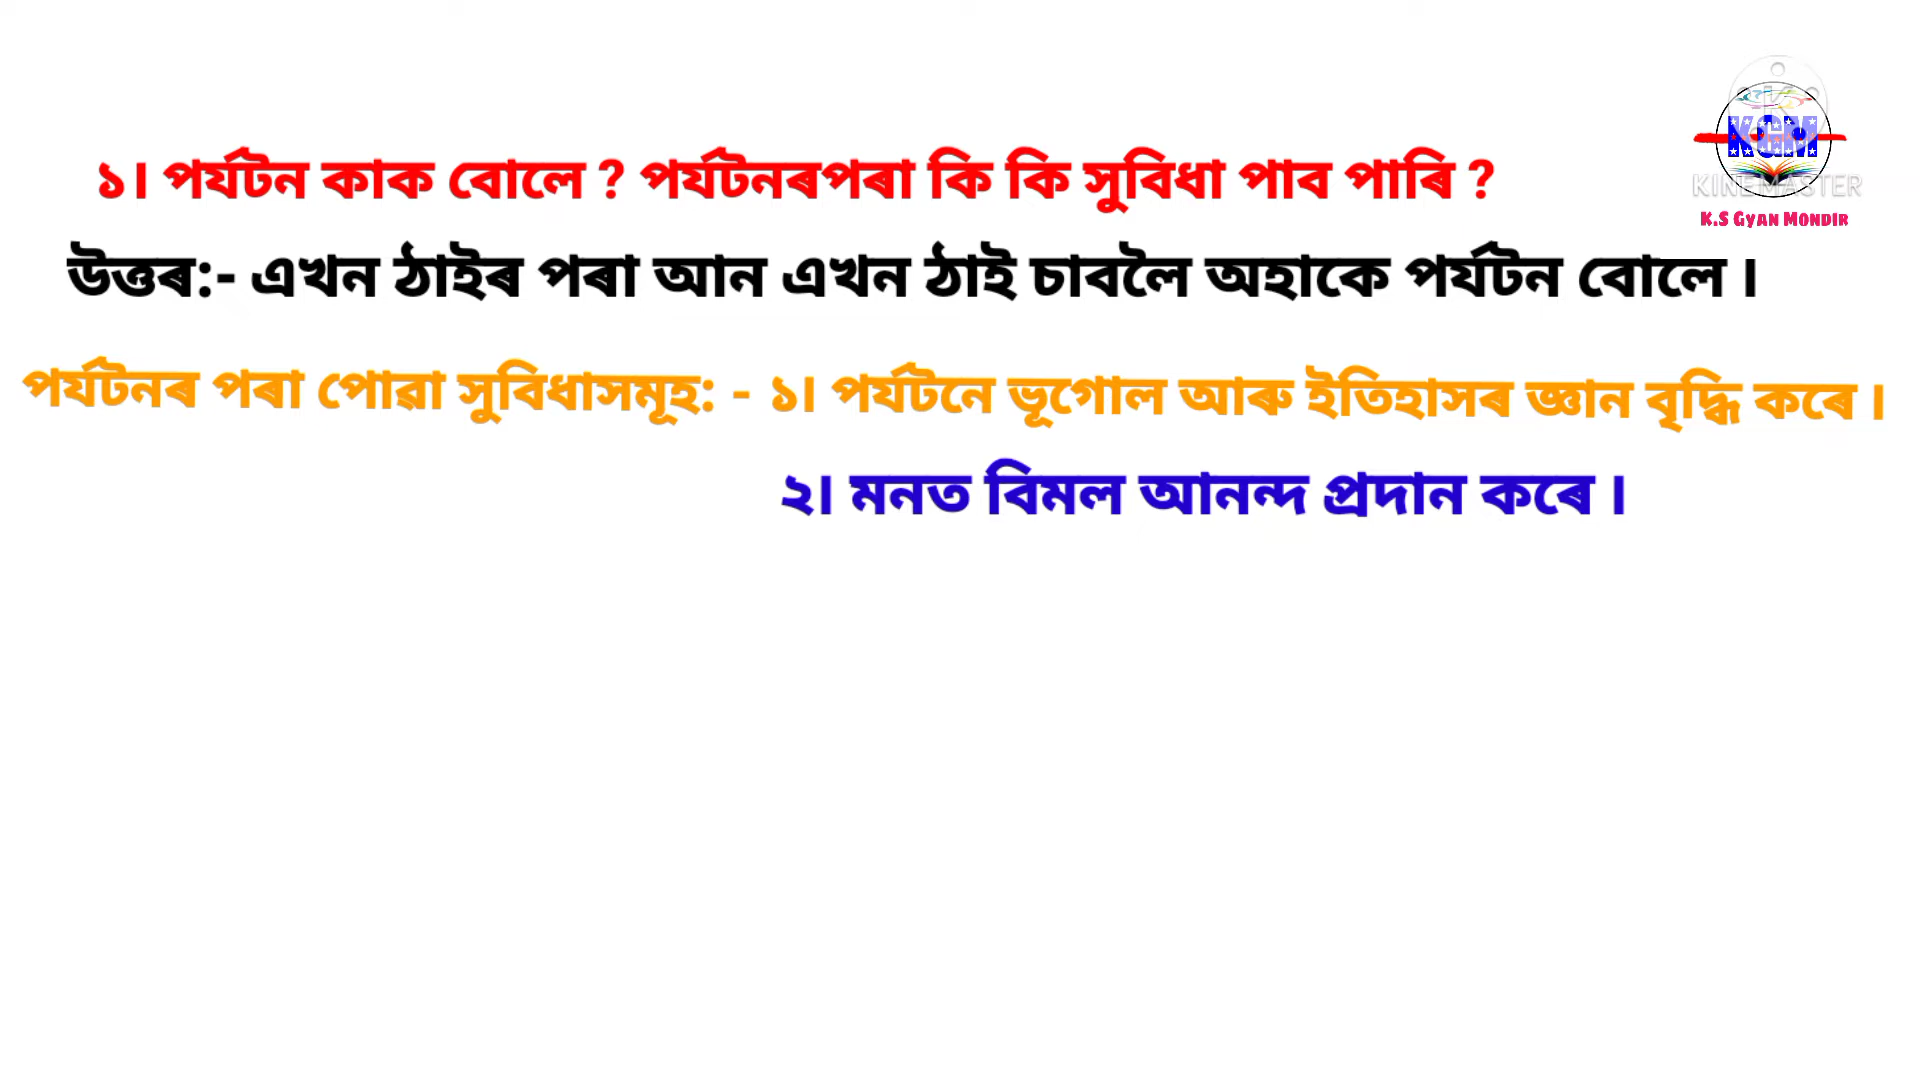 ১। পৰ্যটন কাক বোলে ? পৰ্যটনৰপৰা কি কি সুবিধা পাব পাৰি ?
উত্তৰ:- এখন ঠাইৰ পৰা আন এখন ঠাই চাবলৈ অহাকে পৰ্যটন বোলে ।
পৰ্যটনৰ পৰা পোৱা সুবিধাসমূহ: - ১। পৰ্যটনে ভূগোল আৰু ইতিহাসৰ জ্ঞান বৃদ্ধি কৰে ।
২। মনত বিমল আনন্দ প্ৰদান কৰে ।
KGM
KINEMASTER
K.S Gyan Mondir